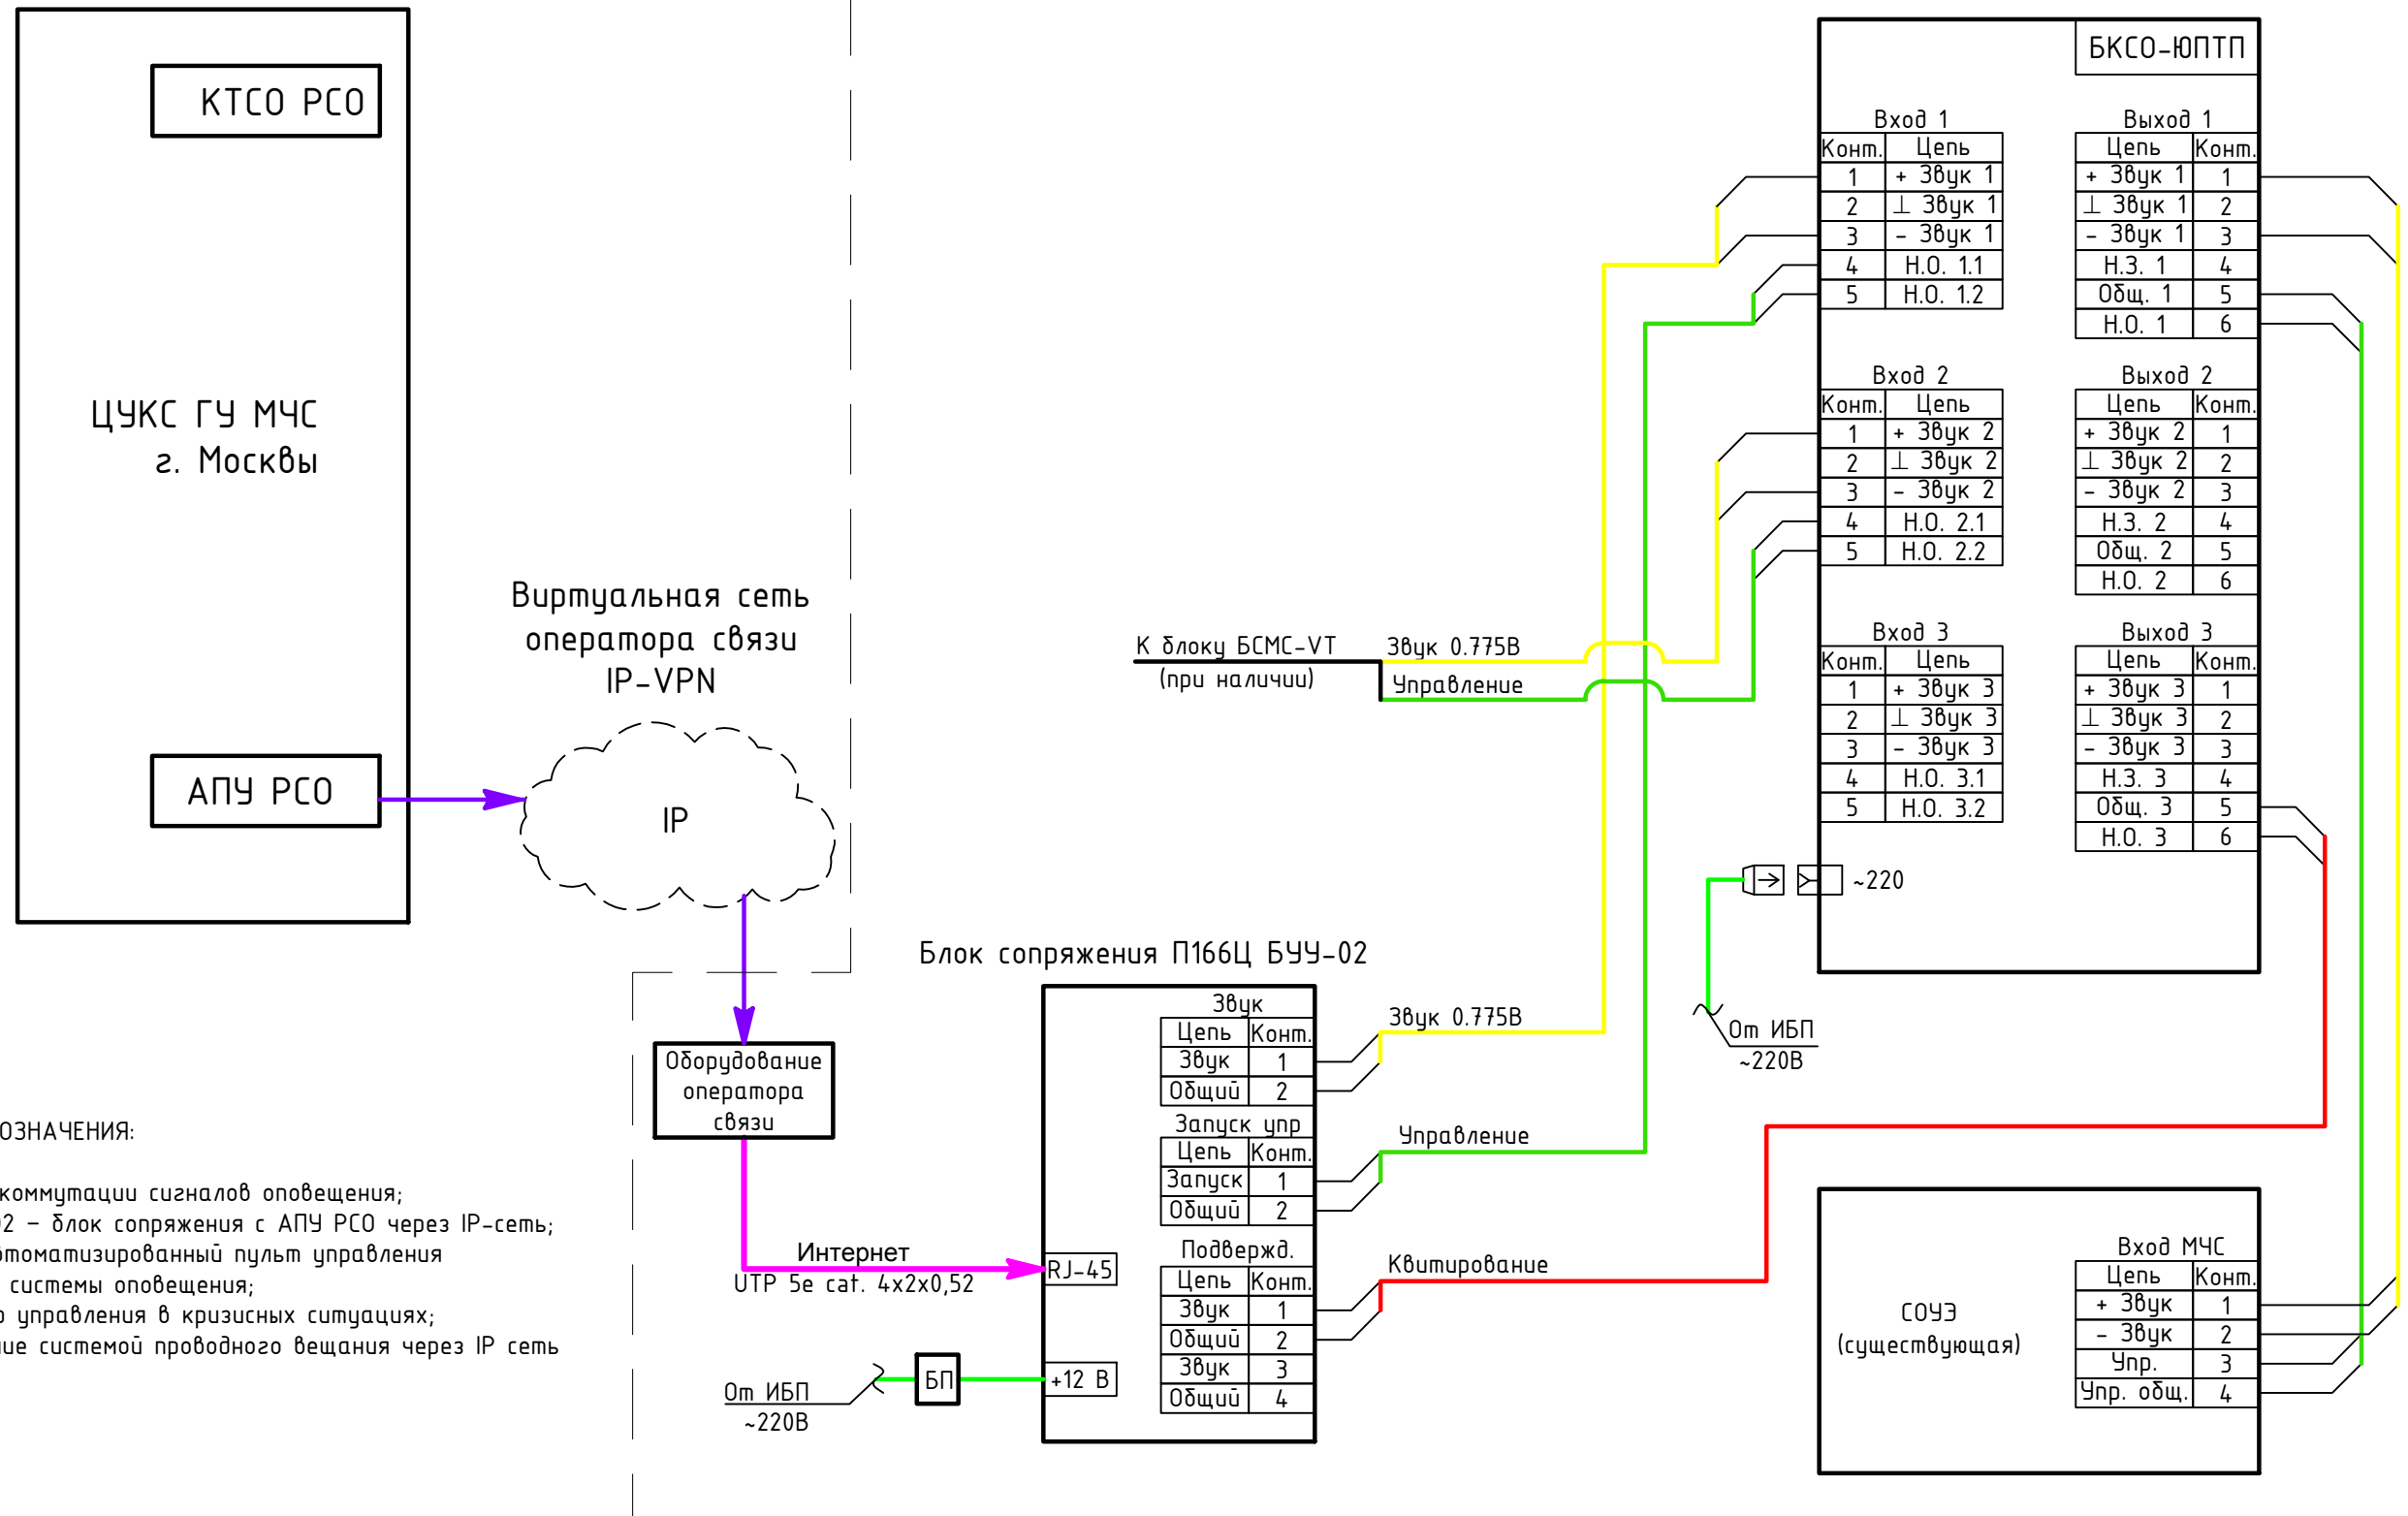 КТСО РСО
ЦУКС ГУ МЧС
г. Москвы
АПУ РСО
Виртуальная сеть
оператора связи
IP-VPN
IP
Оборудование
оператора
связи
Интернет
UTP 5e cat. 4x2x0,52
От ИБП
~220В
БП
ОЗНАЧЕНИЯ:
коммутации сигналов оповещения;
02 - блок сопряжения с АПУ РСО через IP-сеть;
втоматизированный пульт управления
системы оповещения;
о управления в кризисных ситуациях;
ие системой проводного вещания через IP сеть
К блоку БСМС-VT
(при наличии)
Звук 0.775В
Управление
Блок сопряжения П166Ц БУУ-02
RJ-45
+12 В
Звук
Цепь Конт.
Звук 1
Общий 2
Запуск упр
Цепь Конт.
Запуск 1
Общий 2
Подвержд.
Цепь Конт.
Звук 1
Общий 2
Звук 3
Общий 4
Звук 0.775В
Управление
Квитирование
БКСО-ЮПТП
Вход 1
Конт. Цепь
1 + Звук 1
2 ⊥ Звук 1
3 - Звук 1
4 Н.О. 1.1
5 Н.О. 1.2
Выход 1
Цепь Конт.
+ Звук 1 1
⊥ Звук 1 2
- Звук 1 3
Н.З. 1 4
Общ. 1 5
Н.О. 1 6
Вход 2
Конт. Цепь
1 + Звук 2
2 ⊥ Звук 2
3 - Звук 2
4 Н.О. 2.1
5 Н.О. 2.2
Выход 2
Цепь Конт.
+ Звук 2 1
⊥ Звук 2 2
- Звук 2 3
Н.З. 2 4
Общ. 2 5
Н.О. 2 6
Вход 3
Конт. Цепь
1 + Звук 3
2 ⊥ Звук 3
3 - Звук 3
4 Н.О. 3.1
5 Н.О. 3.2
Выход 3
Цепь Конт.
+ Звук 3 1
⊥ Звук 3 2
- Звук 3 3
Н.З. 3 4
Общ. 3 5
Н.О. 3 6
~220
От ИБП
~220В
СОУЭ
(существующая)
Вход МЧС
Цепь Конт.
+ Звук 1
- Звук 2
Упр. 3
Упр. общ. 4